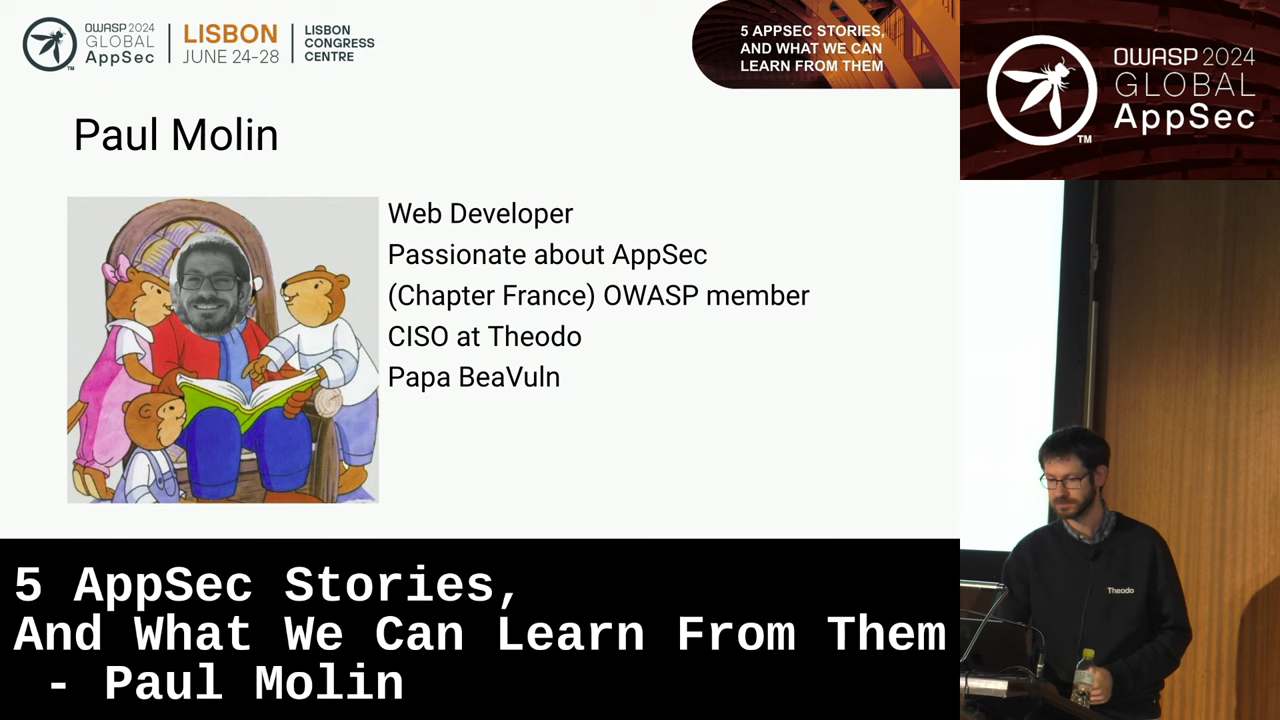 OWASP 2024
GLOBAL
AppSec
TM
LISBON
JUNE 24-28
LISBON
CONGRESS
CENTRE
5 APPSEC STORIES,
AND WHAT WE CAN
LEARN FROM THEM
OWASP 2024
GLOBAL
AppSec
TM
Paul Molin
Web Developer
Passionate about AppSec
(Chapter France) OWASP member
CISO at Theodo
Papa BeaVuln
Theodo
5 AppSec Stories,
And What We Can Learn From Them
- Paul Molin